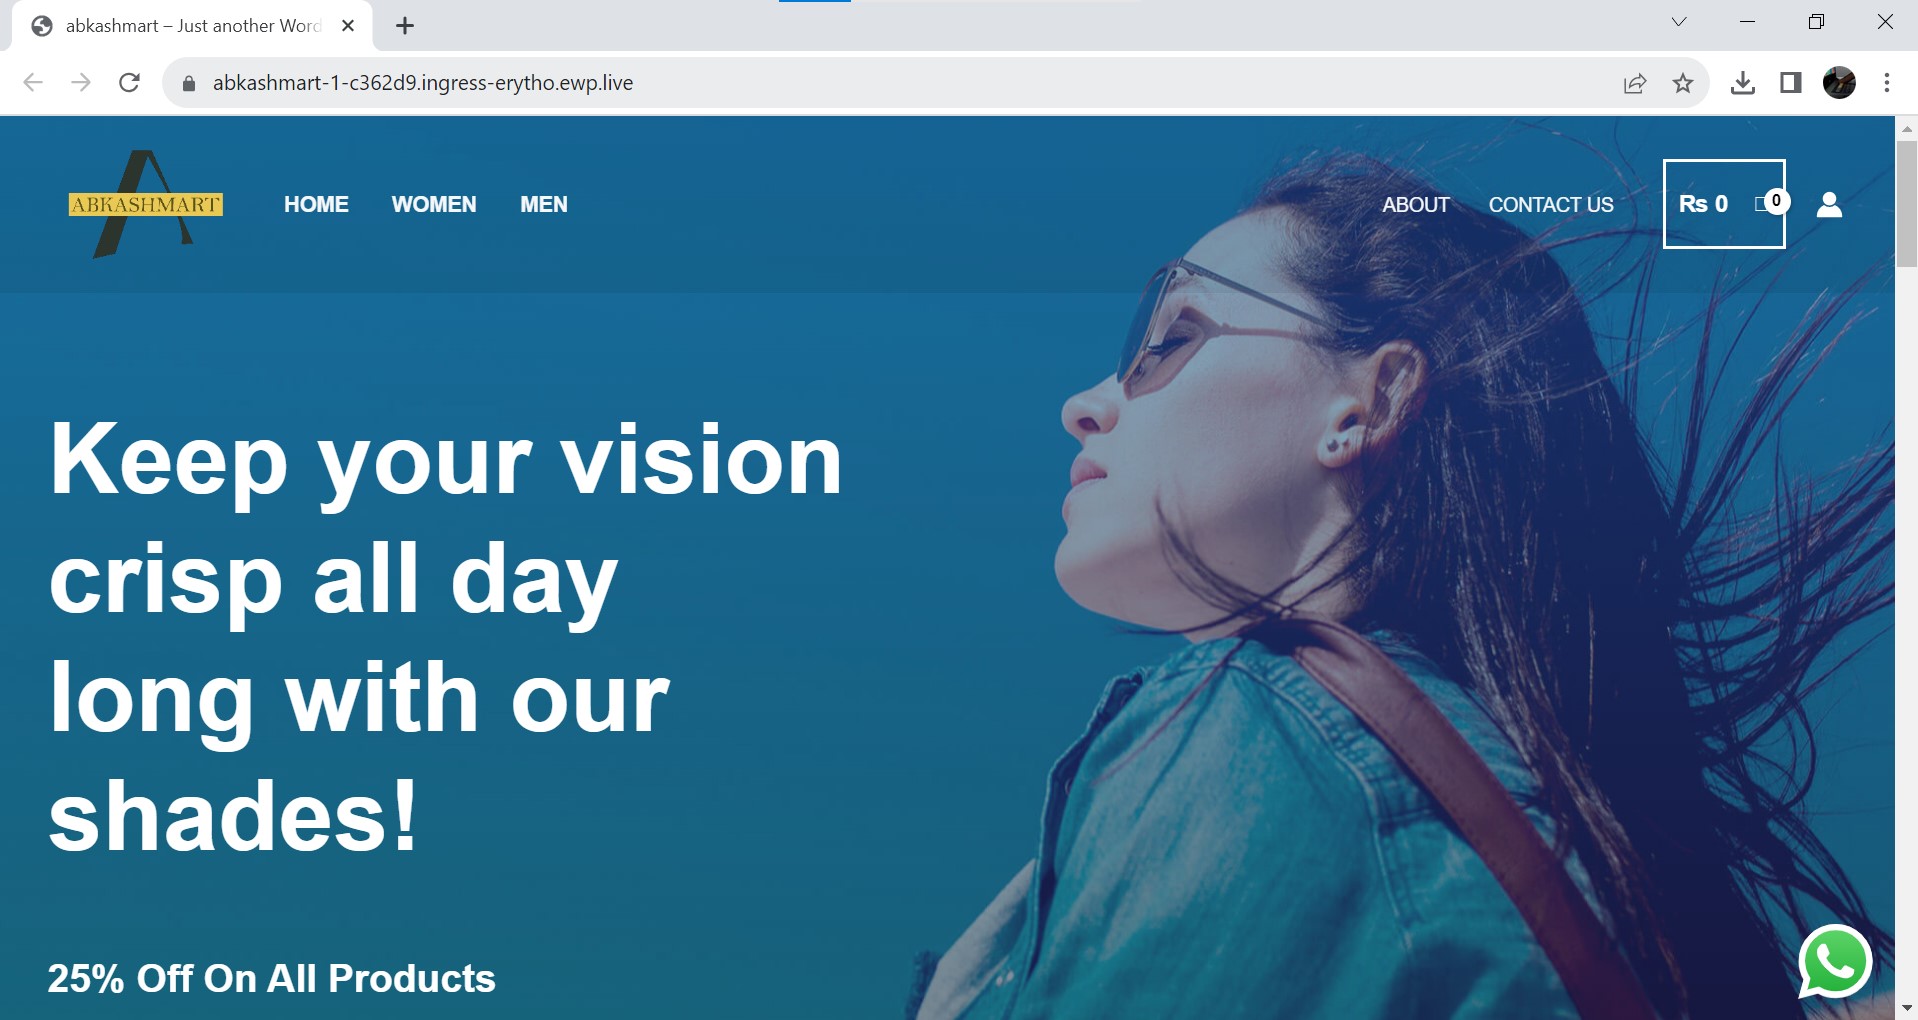 abkashmart – Just another Word
abkashmart-1-c362d9.ingress-erytho.ewp.live
ABKASHMART
HOME WOMEN MEN
ABOUT CONTACT US
₨ 0
0
Keep your vision
crisp all day
long with our
shades!
25% Off On All Products